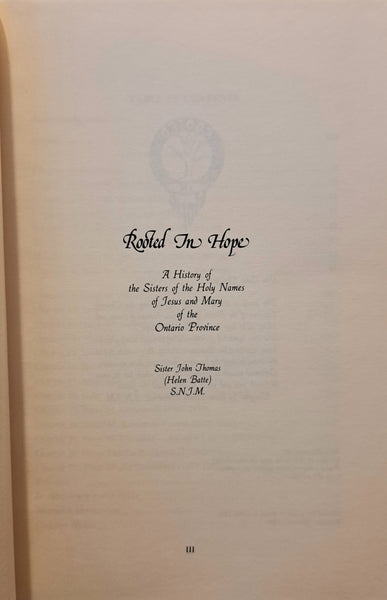 Rooted In Hope
A History of
the Sisters of the Holy Names
of Jesus and Mary
of the
Ontario Province
Sister John Thomas
(Helen Batte)
S.N.J.M.
III